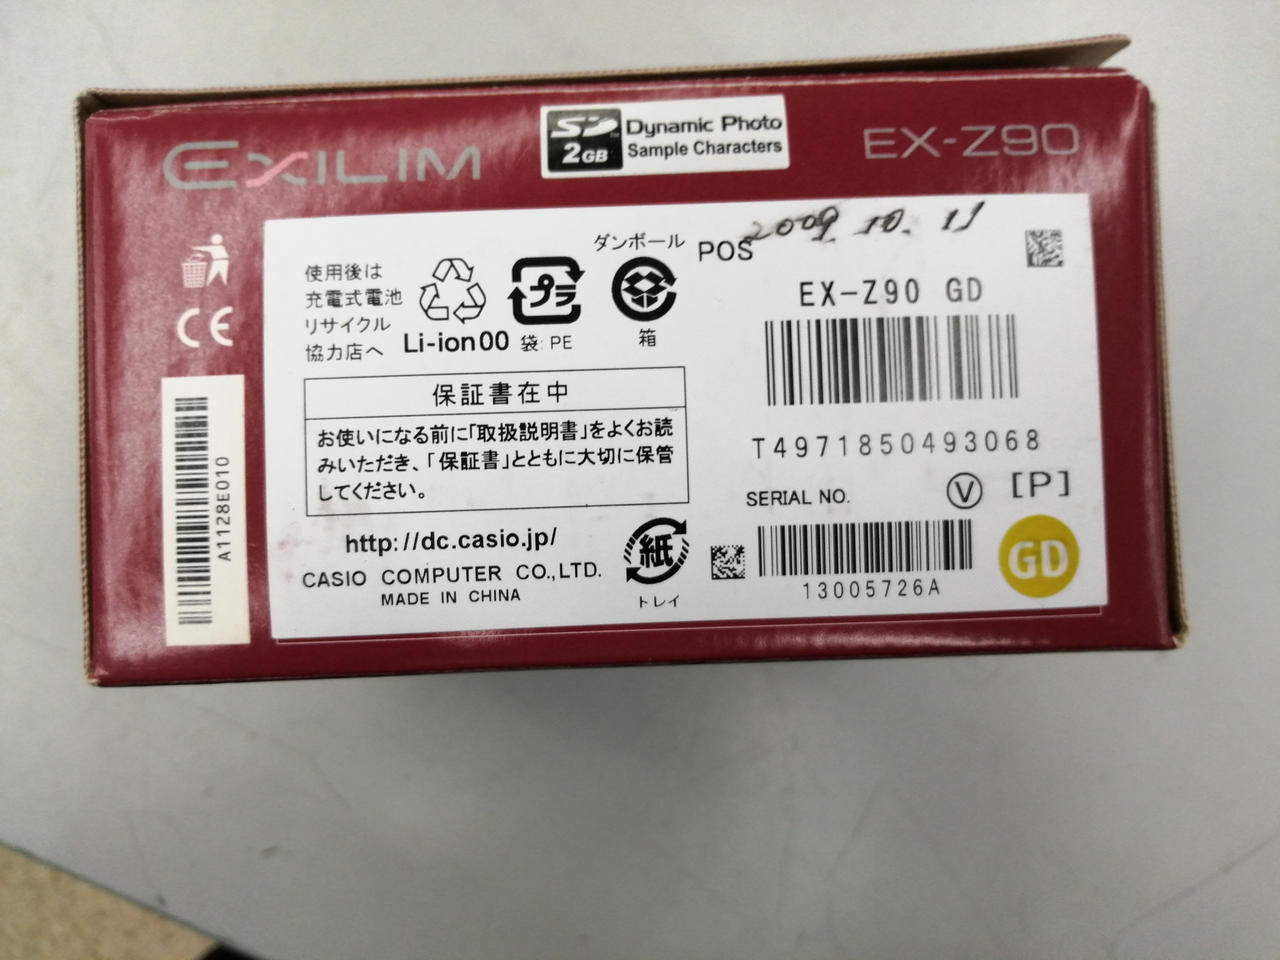 EXILIM
SD 2GB
Dynamic Photo
Sample Characters
EX-Z90
2009. 10. 11
使用後は
充電式電池
リサイクル
協力店へ
Li-ion00
プラ
袋: PE
ダンボール
箱
POS
EX-Z90 GD
T4971850493068
保証書在中
お使いになる前に「取扱説明書」をよくお読
みいただき、「保証書」とともに大切に保管
してください。
SERIAL NO.
V
[P]
http://dc.casio.jp/
CASIO COMPUTER CO.,LTD.
MADE IN CHINA
紙
トレイ
13005726A
GD
CE
A1128E010